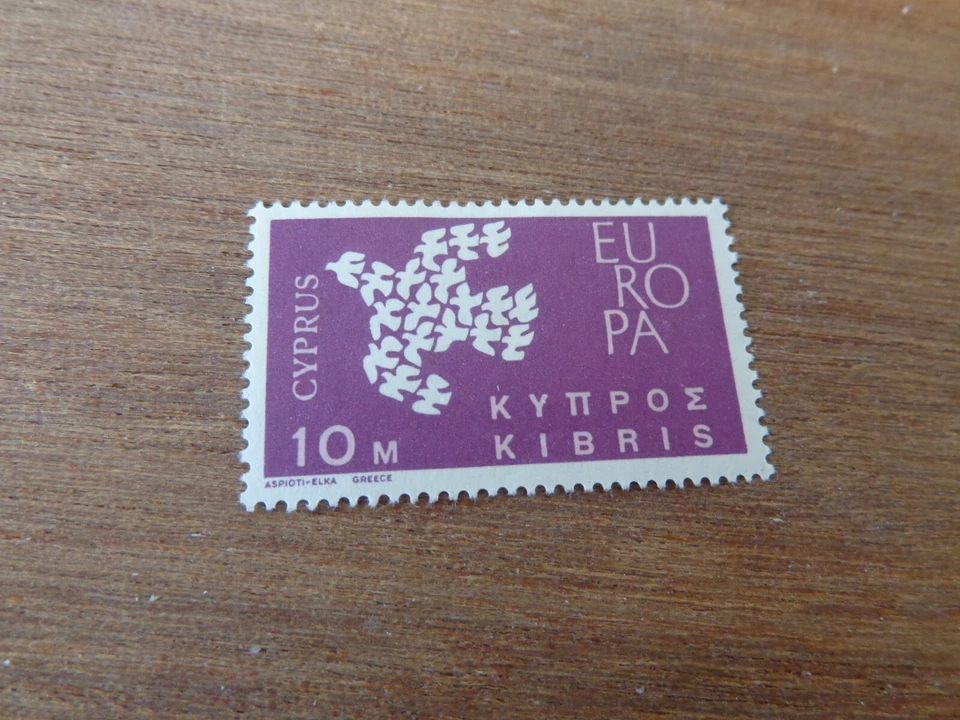 CYPRUS
EU
RO
PA
ΚΥΠΡΟΣ
KIBRIS
10 M
ASPIOTI-ELKA GREECE